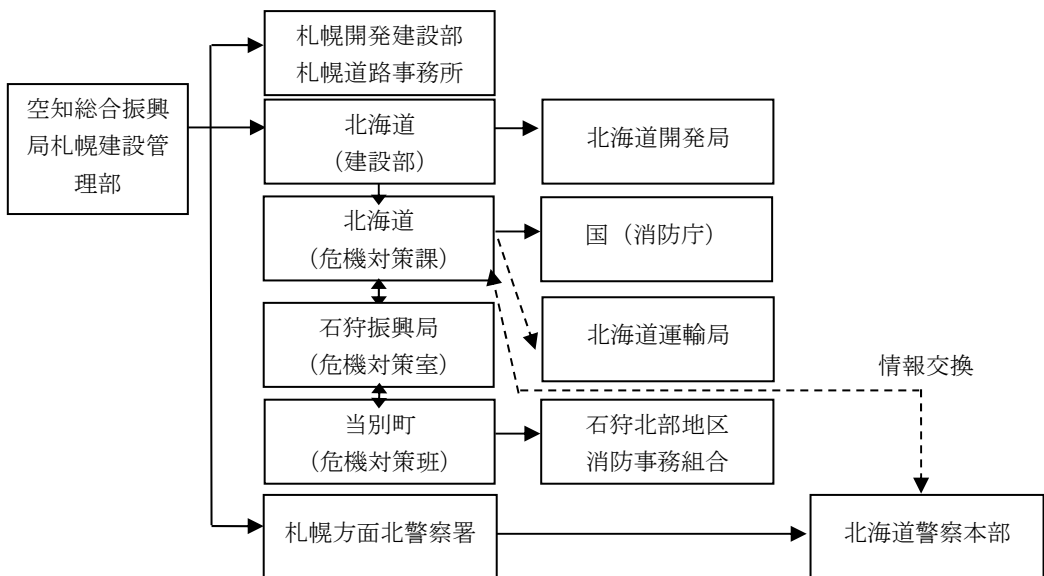 札幌開発建設部
札幌道路事務所
空知総合振興
局札幌建設管
理部
北海道
（建設部）
北海道開発局
北海道
（危機対策課）
国（消防庁）
石狩振興局
（危機対策室）
北海道運輸局
情報交換
当別町
（危機対策班）
石狩北部地区
消防事務組合
札幌方面北警察署
北海道警察本部